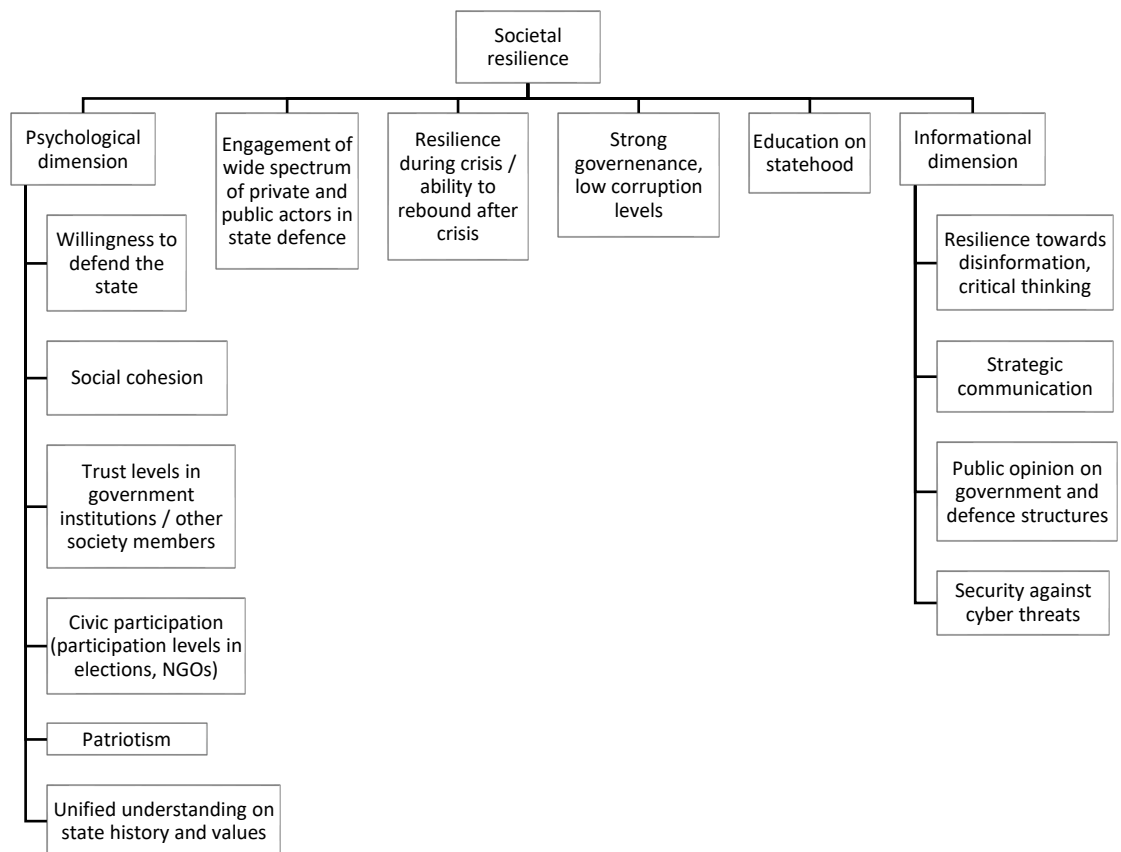 Societal
resilience
Psychological
dimension
Engagement of
wide spectrum
of private and
public actors in
state defence
Resilience
during crisis /
ability to
rebound after
crisis
Strong
governenance,
low corruption
levels
Education on
statehood
Informational
dimension
Willingness to
defend the
state
Social cohesion
Trust levels in
government
institutions / other
society members
Civic participation
(participation levels in
elections, NGOs)
Patriotism
Unified understanding on
state history and values
Resilience towards
disinformation,
critical thinking
Strategic
communication
Public opinion on
government and
defence structures
Security against
cyber threats